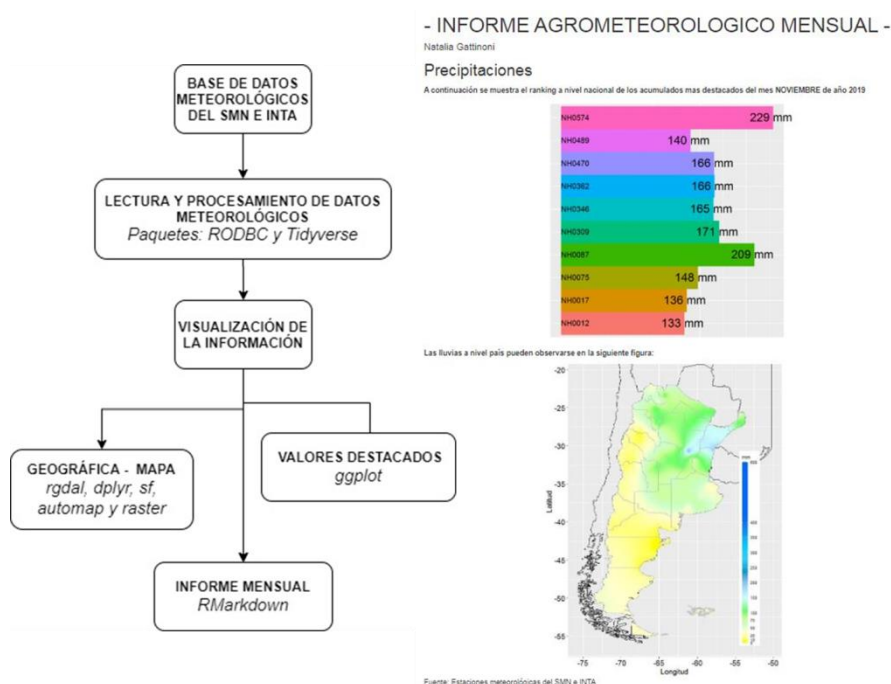 BASE DE DATOS
METEOROLÓGICOS
DEL SMN E INTA
LECTURA Y PROCESAMIENTO DE DATOS
METEOROLÓGICOS
Paquetes: RODBC y Tidyverse
VISUALIZACIÓN DE
LA INFORMACIÓN
GEOGRÁFICA - MAPA
rgdal, dplyr, sf,
automap y raster
VALORES DESTACADOS
ggplot
INFORME MENSUAL
RMarkdown
- INFORME AGROMETEOROLOGICO MENSUAL -
Natalia Gattinoni
Precipitaciones
A continuación se muestra el ranking a nivel nacional de los acumulados mas destacados del mes NOVIEMBRE de año 2019
NH0574 229 mm
NH0489 140 mm
NH0470 166 mm
NH0362 166 mm
NH0346 165 mm
NH0309 171 mm
NH0087 209 mm
NH0075 148 mm
NH0017 136 mm
NH0012 133 mm
Las lluvias a nivel país pueden observarse en la siguiente figura:
-20
-25
-30
-35
-40
-45
-50
-55
Latitud
mm
-75 -70 -65 -60 -55 -50
Longitud
Fuente: Estaciones meteorológicas del SMN e INTA